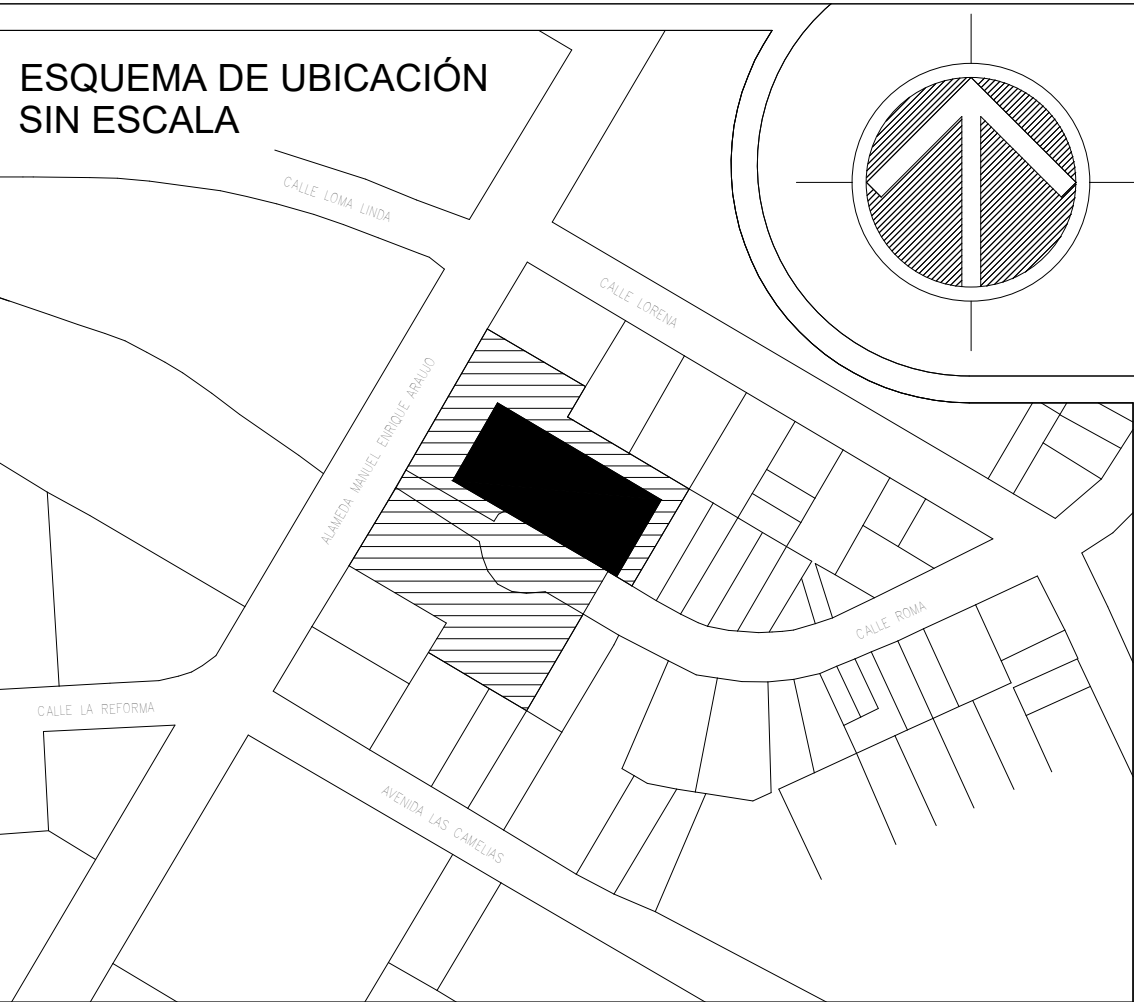 ESQUEMA DE UBICACIÓN
SIN ESCALA
CALLE LOMA LINDA
CALLE LORENA
ALAMEDA MANUEL ENRIQUE ARAUJO
CALLE ROMA
CALLE LA REFORMA
AVENIDA LAS CAMELIAS